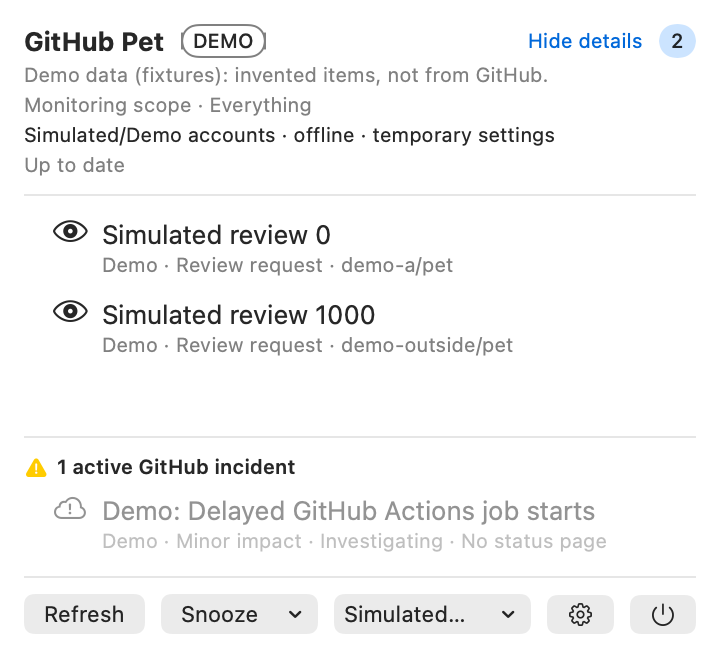 GitHub Pet DEMO Hide details 2
Demo data (fixtures): invented items, not from GitHub.
Monitoring scope · Everything
Simulated/Demo accounts · offline · temporary settings
Up to date
Simulated review 0
Demo · Review request · demo-a/pet
Simulated review 1000
Demo · Review request · demo-outside/pet
1 active GitHub incident
Demo: Delayed GitHub Actions job starts
Demo · Minor impact · Investigating · No status page
Refresh Snooze Simulated...